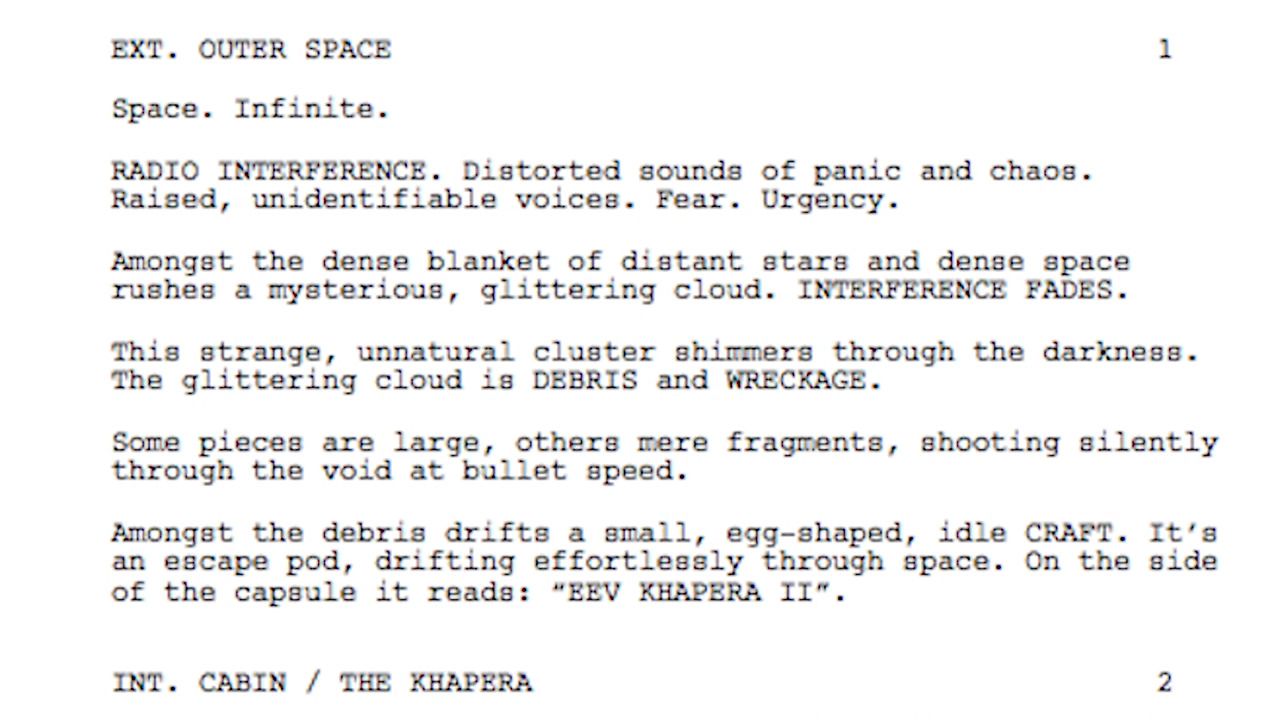 EXT. OUTER SPACE 1
Space. Infinite.
RADIO INTERFERENCE. Distorted sounds of panic and chaos.
Raised, unidentifiable voices. Fear. Urgency.
Amongst the dense blanket of distant stars and dense space
rushes a mysterious, glittering cloud. INTERFERENCE FADES.
This strange, unnatural cluster shimmers through the darkness.
The glittering cloud is DEBRIS and WRECKAGE.
Some pieces are large, others mere fragments, shooting silently
through the void at bullet speed.
Amongst the debris drifts a small, egg-shaped, idle CRAFT. It’s
an escape pod, drifting effortlessly through space. On the side
of the capsule it reads: “EEV KHAPERA II”.
INT. CABIN / THE KHAPERA 2